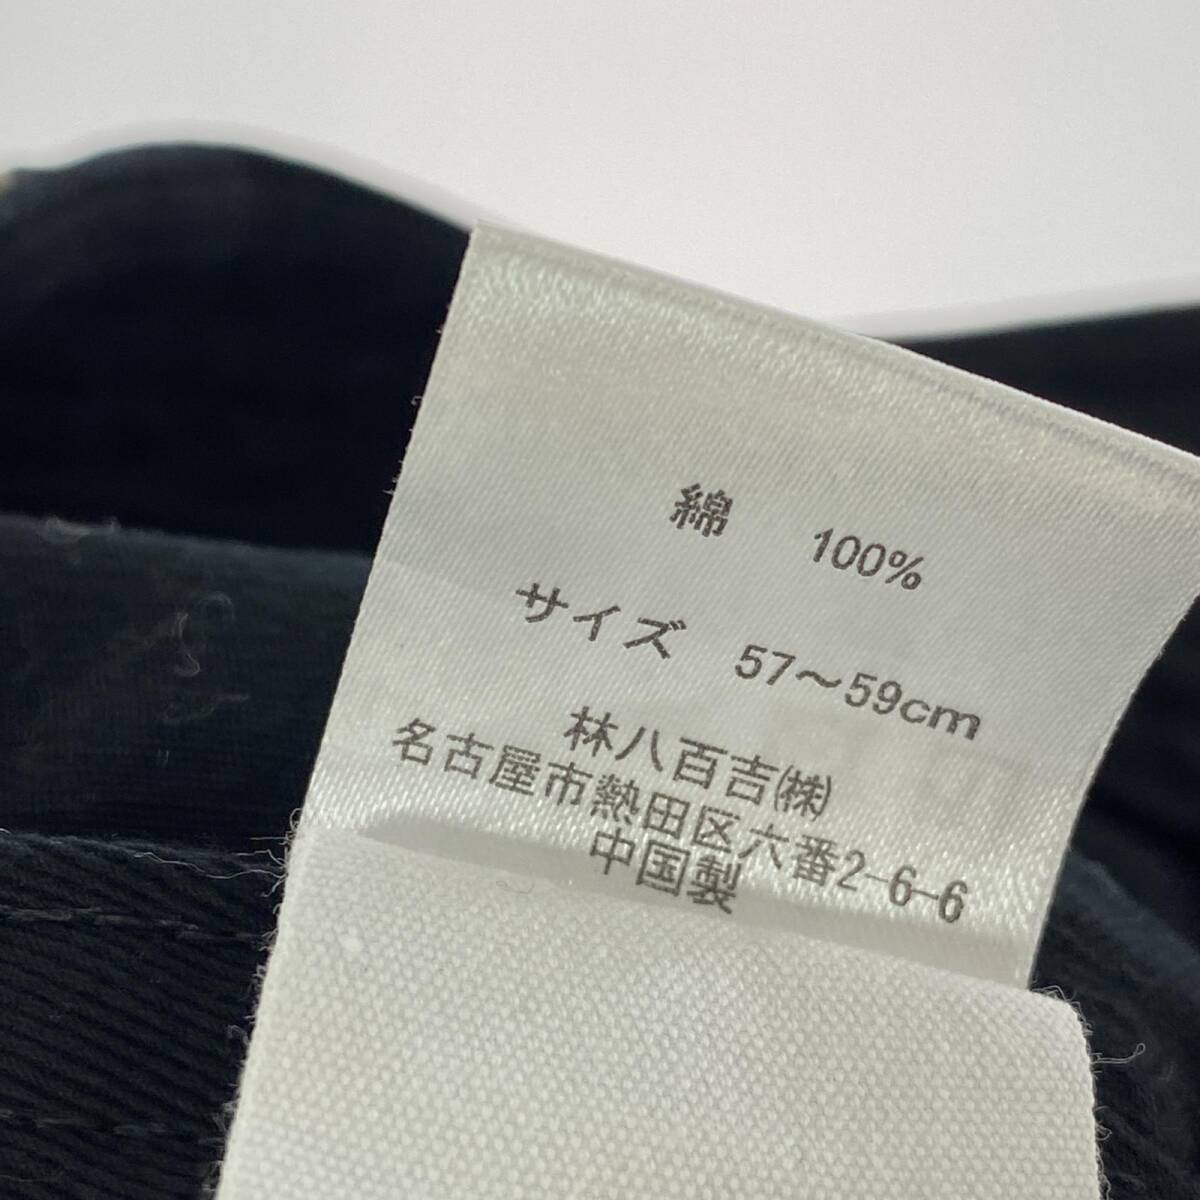 綿 100%
サイズ 57〜59cm
林八百吉㈱
名古屋市熱田区六番2-6-6
中国製